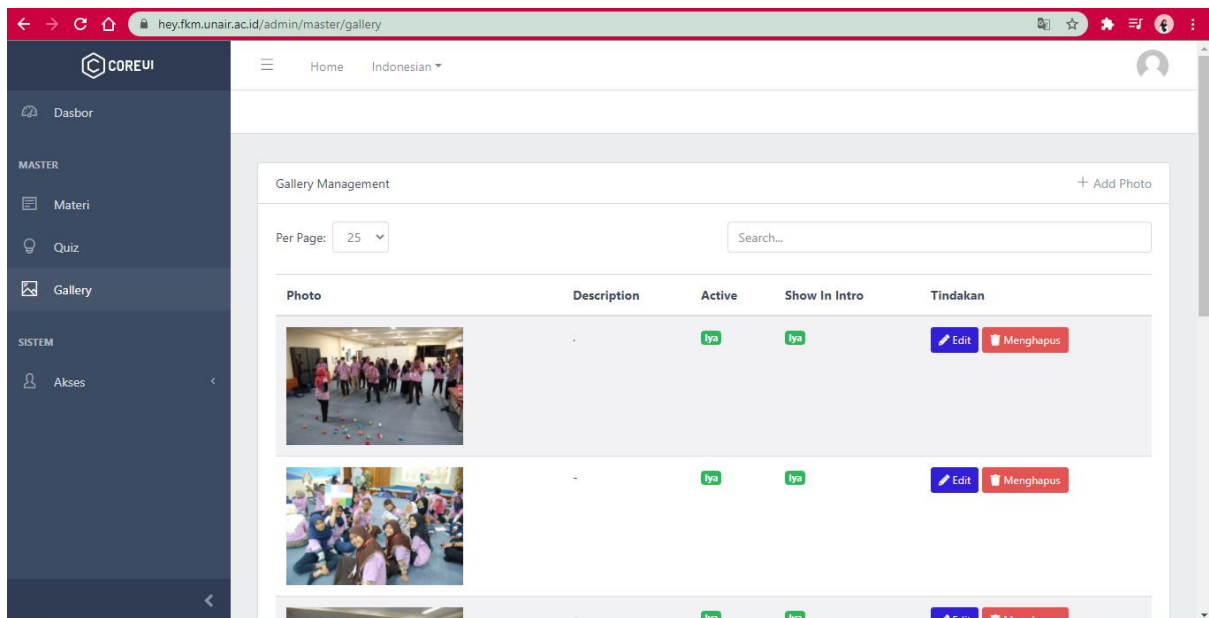 hey.fkm.unair.ac.id/admin/master/gallery
COREUI
Home Indonesian
Dasbor
MASTER
Materi
Quiz
Gallery
SISTEM
Akses
Gallery Management + Add Photo
Per Page: 25 Search...
Photo Description Active Show In Intro Tindakan
. Iya Iya Edit Menghapus
- Iya Iya Edit Menghapus